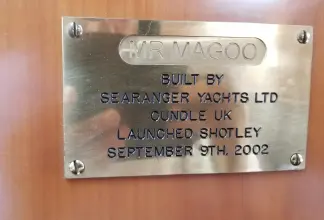 MR MAGOO
BUILT BY
SEARANGER YACHTS LTD
OUNDLE UK
LAUNCHED SHOTLEY
SEPTEMBER 9TH. 2002